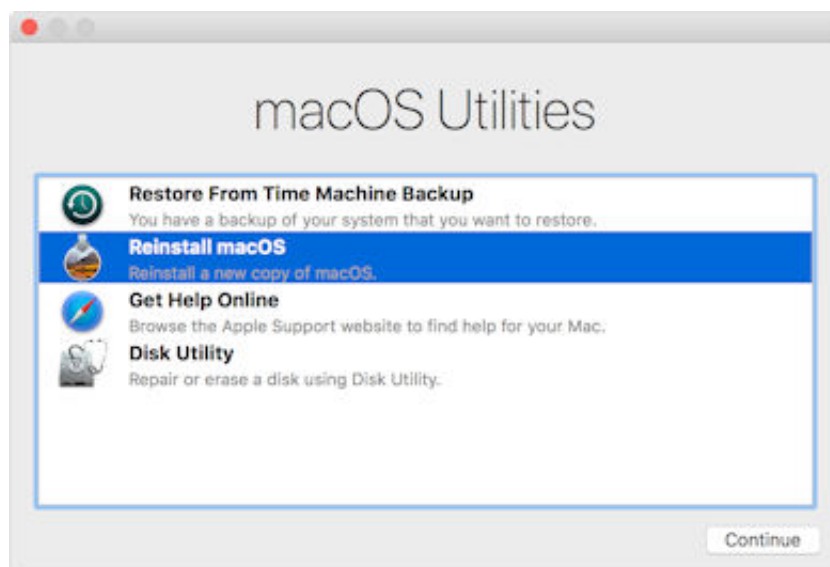 macOS Utilities
Restore From Time Machine Backup
You have a backup of your system that you want to restore.
Reinstall macOS
Reinstall a new copy of macOS.
Get Help Online
Browse the Apple Support website to find help for your Mac.
Disk Utility
Repair or erase a disk using Disk Utility.
Continue